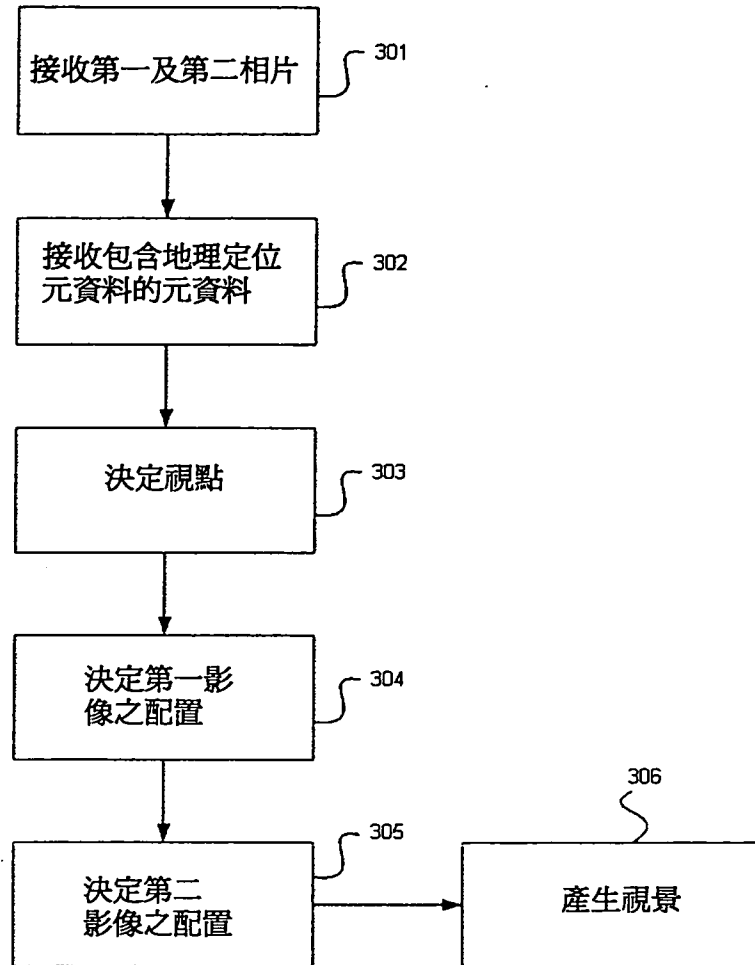 接收第一及第二相片
301
接收包含地理定位
元資料的元資料
302
決定視點
303
決定第一影
像之配置
304
決定第二
影像之配置
305
306
產生視景